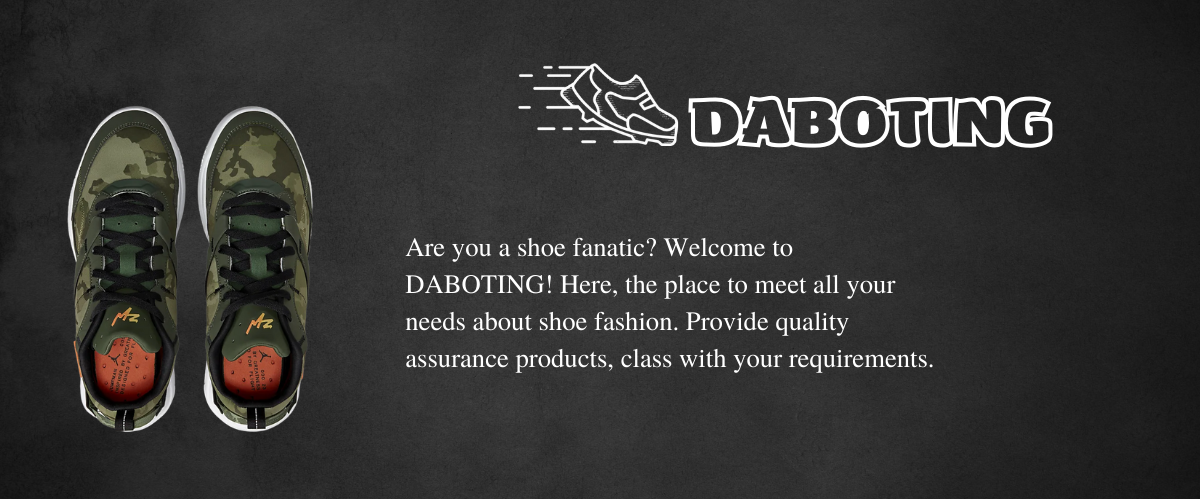 DABOTING
Are you a shoe fanatic? Welcome to
DABOTING! Here, the place to meet all your
needs about shoe fashion. Provide quality
assurance products, class with your requirements.